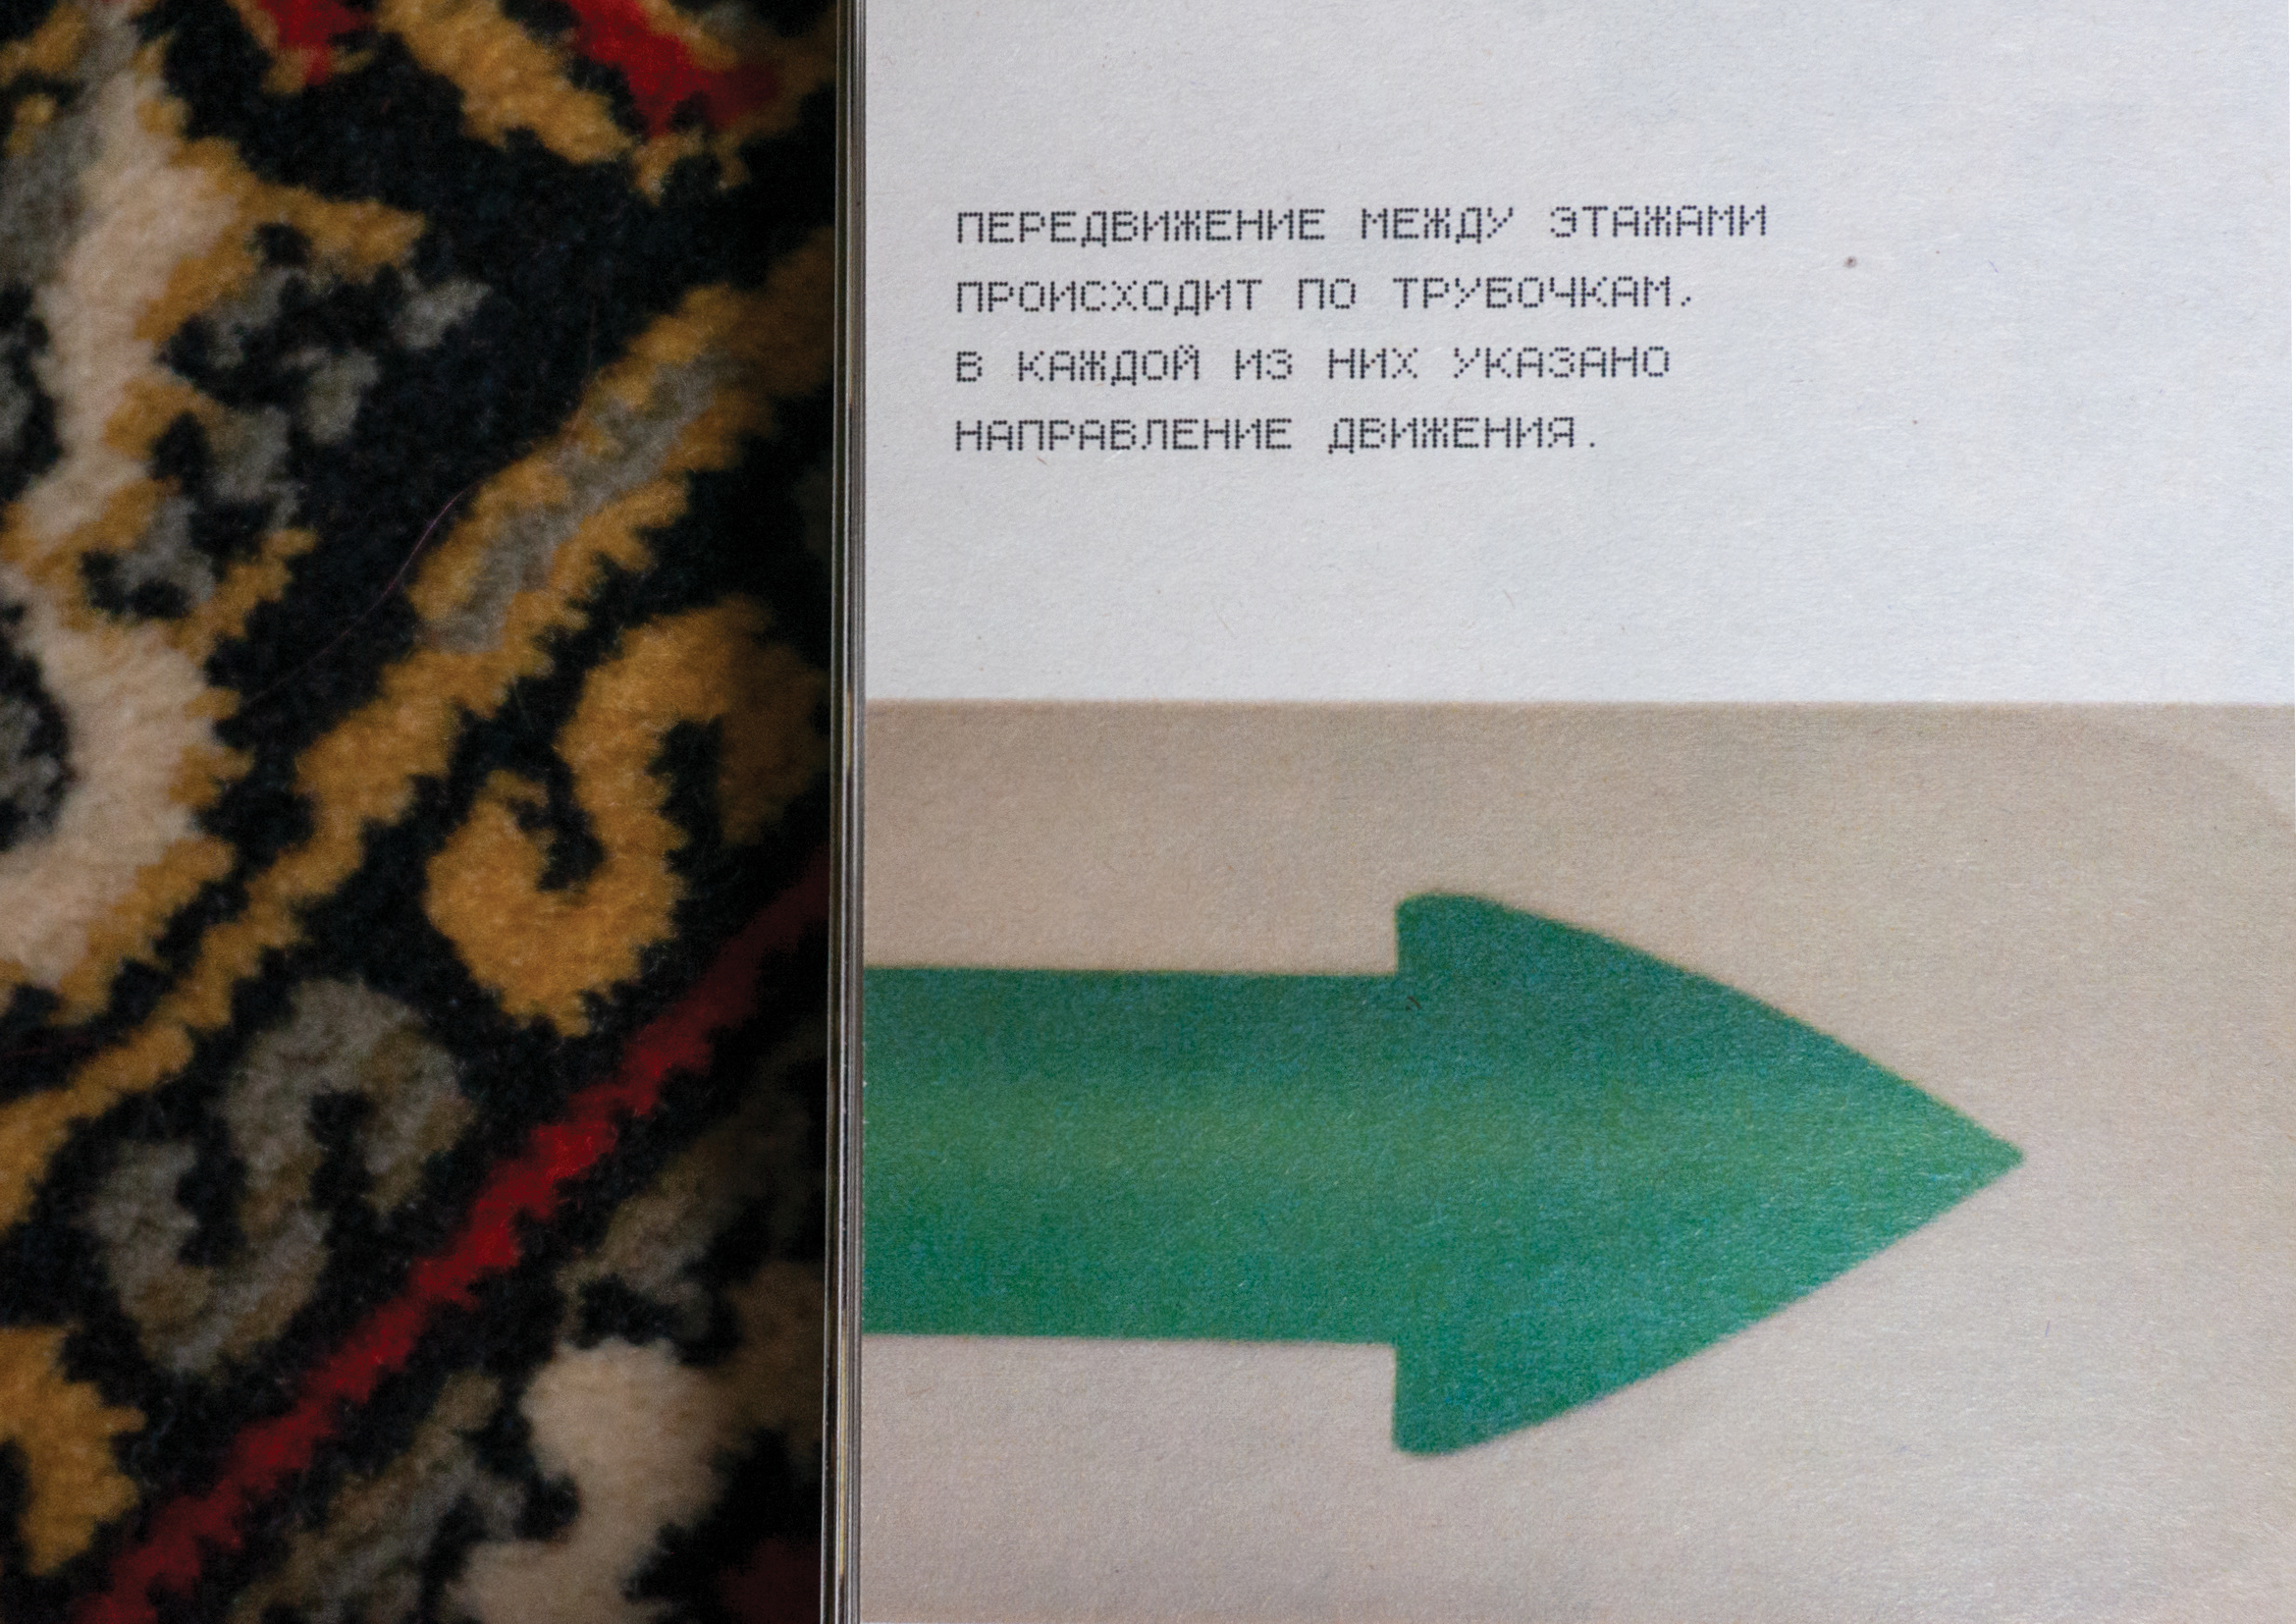 ПЕРЕДВИЖЕНИЕ МЕЖДУ ЭТАЖАМИ
ПРОИСХОДИТ ПО ТРУБОЧКАМ,
В КАЖДОЙ ИЗ НИХ УКАЗАНО
НАПРАВЛЕНИЕ ДВИЖЕНИЯ.